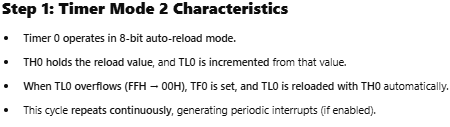 Step 1: Timer Mode 2 Characteristics
• Timer 0 operates in 8-bit auto-reload mode.
• TH0 holds the reload value, and TL0 is incremented from that value.
• When TL0 overflows (FFH → 00H), TF0 is set, and TL0 is reloaded with TH0 automatically.
• This cycle repeats continuously, generating periodic interrupts (if enabled).